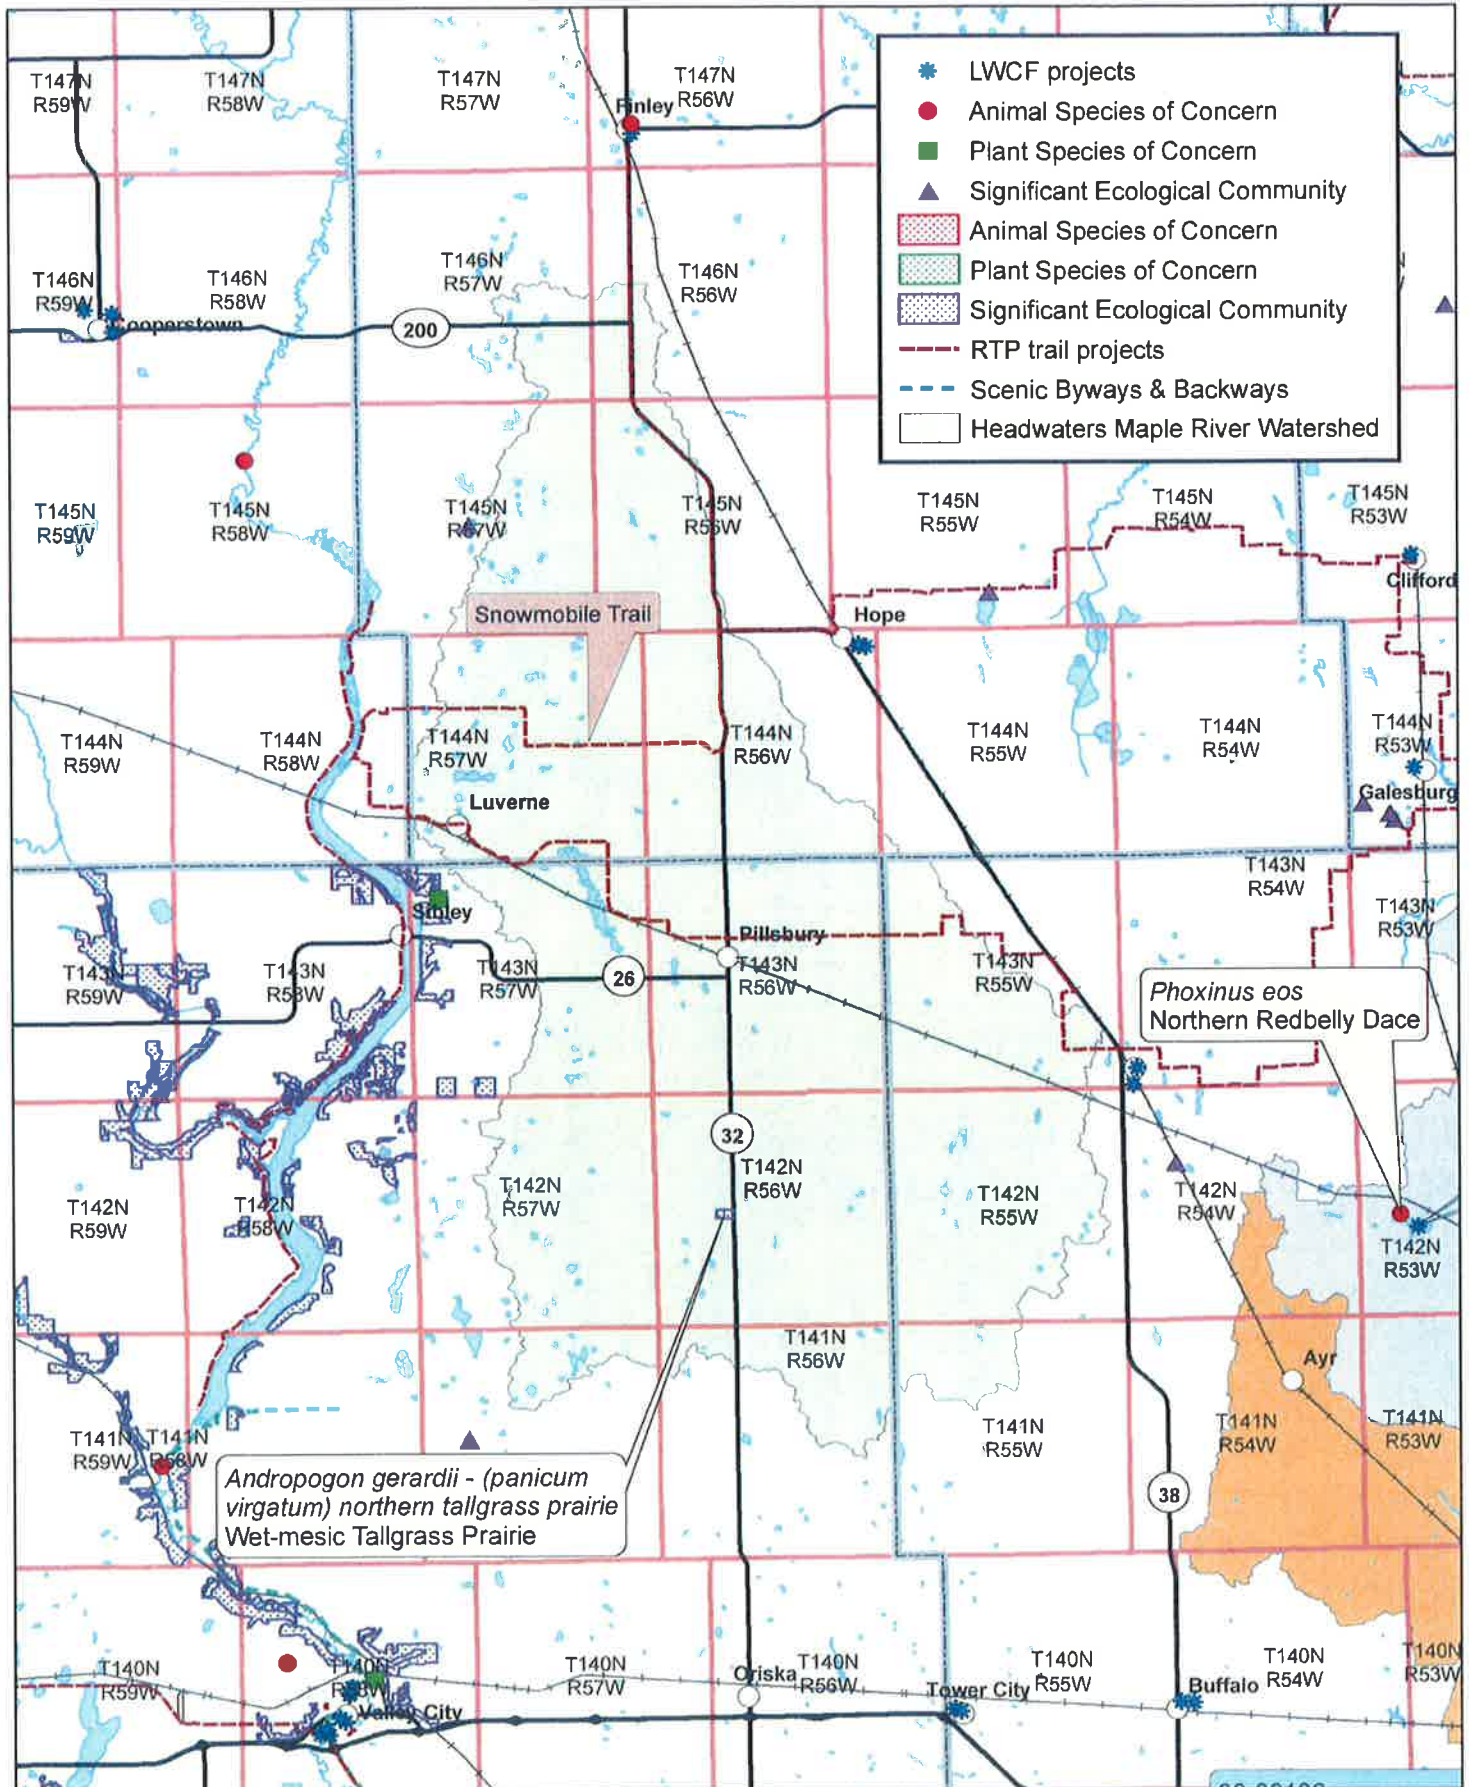 T147N
R59W
T147N
R58W
T147N
R57W
T147N
R56W
Finley
LWCF projects
Animal Species of Concern
Plant Species of Concern
Significant Ecological Community
Animal Species of Concern
Plant Species of Concern
Significant Ecological Community
RTP trail projects
Scenic Byways & Backways
Headwaters Maple River Watershed
T146N
R59W
T146N
R58W
T146N
R57W
T146N
R56W
Cooperstown
200
T145N
R59W
T145N
R58W
T145N
R57W
T145N
R56W
T145N
R55W
T145N
R54W
T145N
R53W
Clifford
Snowmobile Trail
Hope
T144N
R59W
T144N
R58W
T144N
R57W
T144N
R56W
T144N
R55W
T144N
R54W
T144N
R53W
Luverne
Galesburg
T143N
R54W
Sibley
T143N
R53W
Pillsbury
T143N
R59W
T143N
R58W
T143N
R57W
26
T143N
R56W
T143N
R55W
Phoxinus eos
Northern Redbelly Dace
32
T142N
R59W
T142N
R58W
T142N
R57W
T142N
R56W
T142N
R55W
T142N
R54W
T142N
R53W
T141N
R56W
Ayr
T141N
R59W
T141N
R58W
T141N
R55W
T141N
R54W
T141N
R53W
Andropogon gerardii - (panicum
virgatum) northern tallgrass prairie
Wet-mesic Tallgrass Prairie
38
T140N
R59W
T140N
R58W
T140N
R57W
Oriska
T140N
R56W
Tower City
T140N
R55W
Buffalo
T140N
R54W
T140N
R53W
Valley City